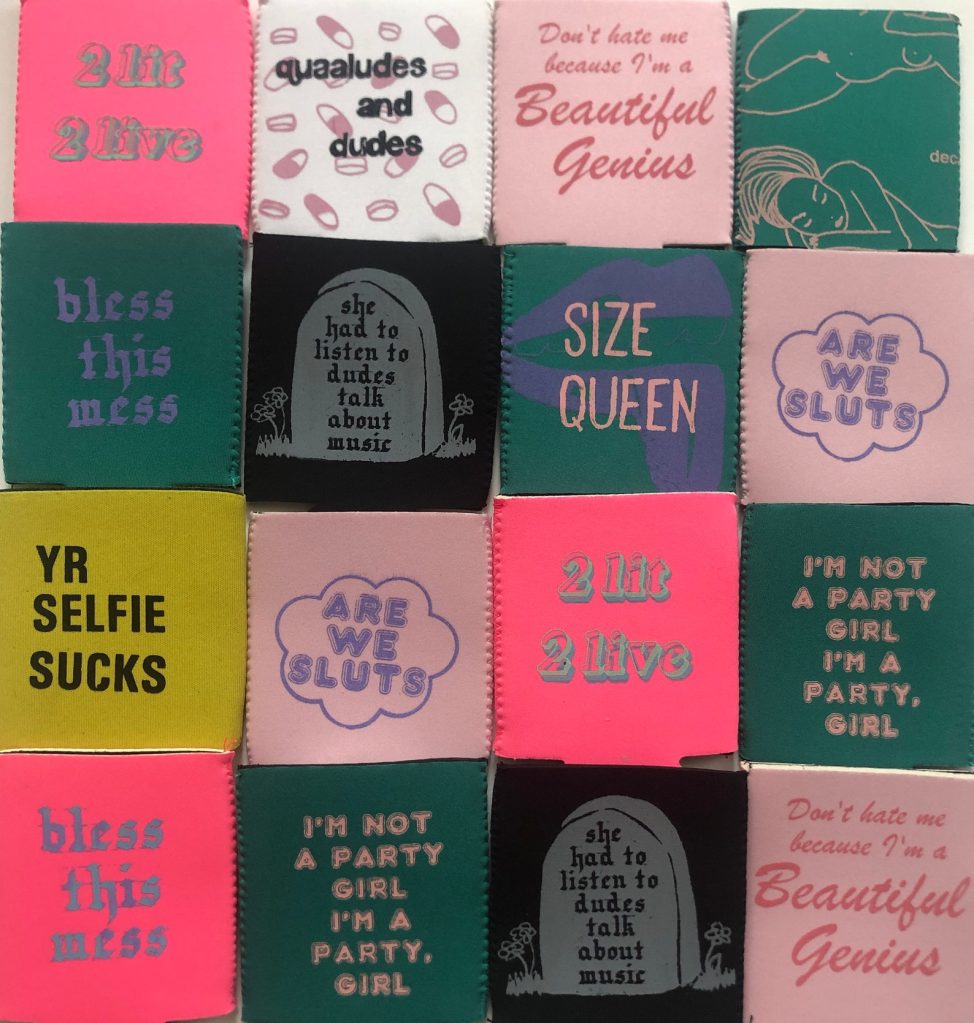 2 lit
2 live
quaaludes
and
dudes
Don't hate me
because I'm a
Beautiful
Genius
bless
this
mess
she
had to
listen to
dudes
talk
about
music
SIZE
QUEEN
ARE
WE
SLUTS
YR
SELFIE
SUCKS
ARE
WE
SLUTS
2 lit
2 live
I'M NOT
A PARTY
GIRL
I'M A
PARTY,
GIRL
bless
this
mess
I'M NOT
A PARTY
GIRL
I'M A
PARTY,
GIRL
she
had to
listen to
dudes
talk
about
music
Don't hate me
because I'm a
Beautiful
Genius